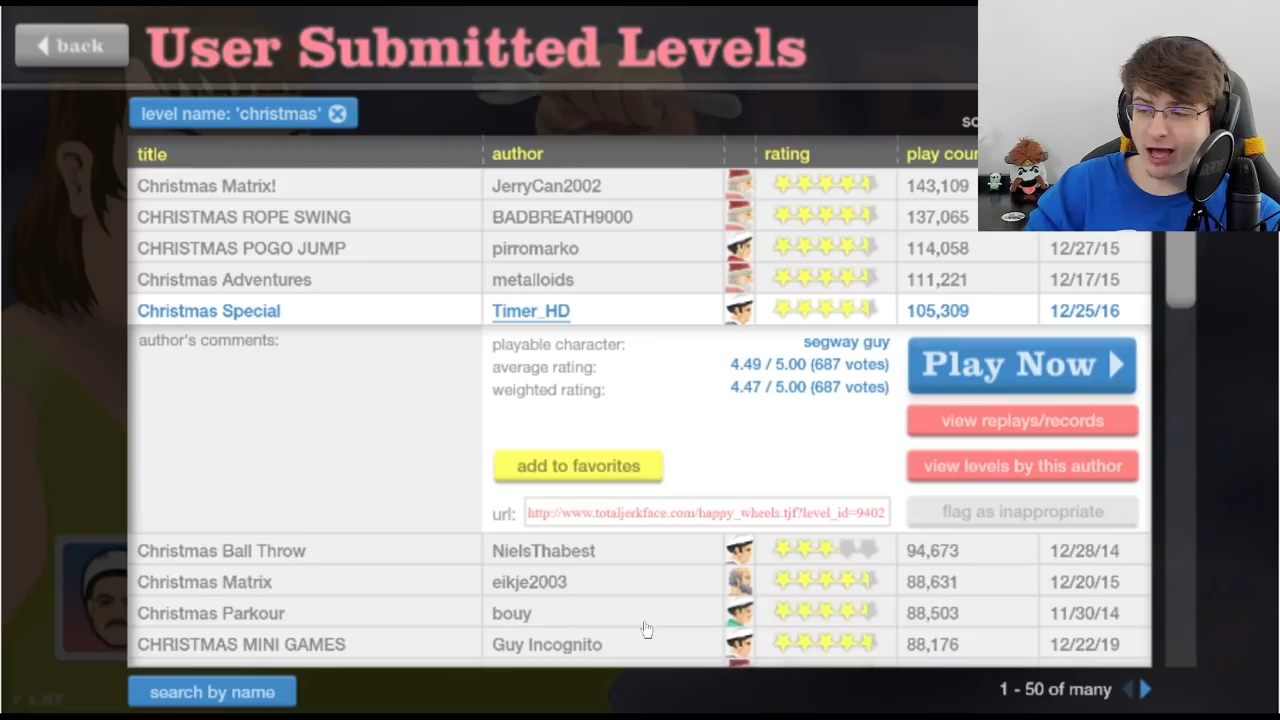 back
User Submitted Levels
level name: 'christmas'
title author rating play coun
Christmas Matrix! JerryCan2002 143,109
CHRISTMAS ROPE SWING BADBREATH9000 137,065
CHRISTMAS POGO JUMP pirromarko 114,058 12/27/15
Christmas Adventures metalloids 111,221 12/17/15
Christmas Special Timer_HD 105,309 12/25/16
author's comments:
playable character: segway guy
average rating: 4.49 / 5.00 (687 votes)
weighted rating: 4.47 / 5.00 (687 votes)
Play Now
view replays/records
add to favorites
view levels by this author
url: http://www.totaljerkface.com/happy_wheels.tjf?level_id=9402
flag as inappropriate
Christmas Ball Throw NielsThabest 94,673 12/28/14
Christmas Matrix eikje2003 88,631 12/20/15
Christmas Parkour bouy 88,503 11/30/14
CHRISTMAS MINI GAMES Guy Incognito 88,176 12/22/19
search by name
1 - 50 of many